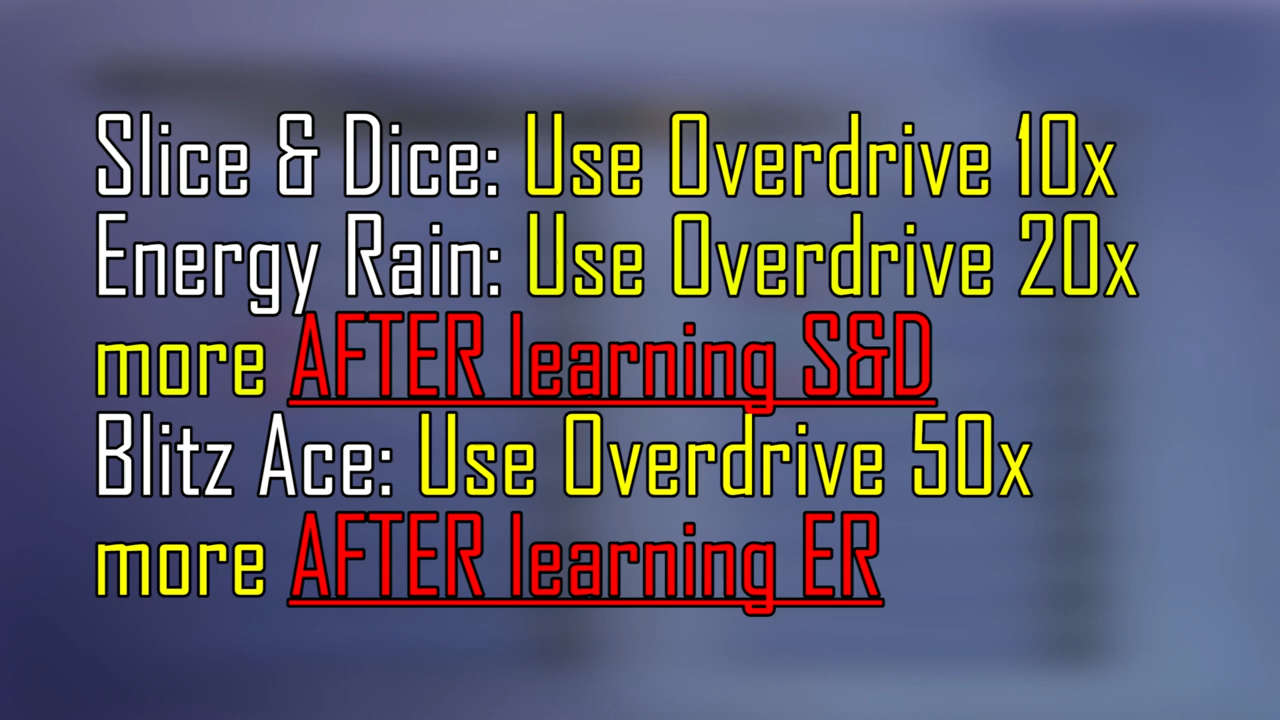 Slice & Dice: Use Overdrive 10x
Energy Rain: Use Overdrive 20x
more AFTER learning S&D
Blitz Ace: Use Overdrive 50x
more AFTER learning ER